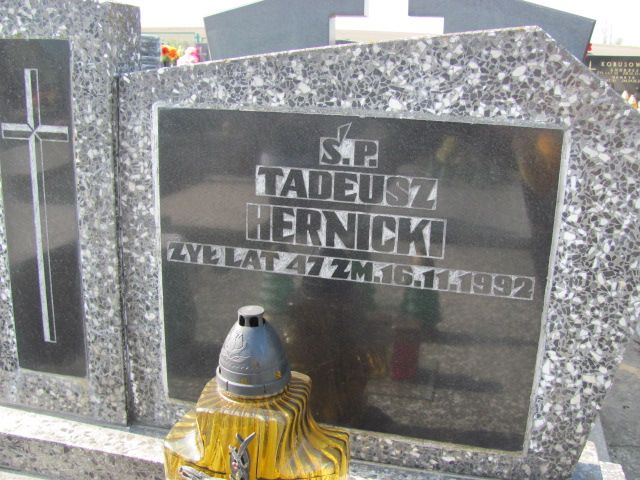 Ś.P.
TADEUSZ
HERNICKI
ŻYŁ LAT 47 ZM. 16.11.1992